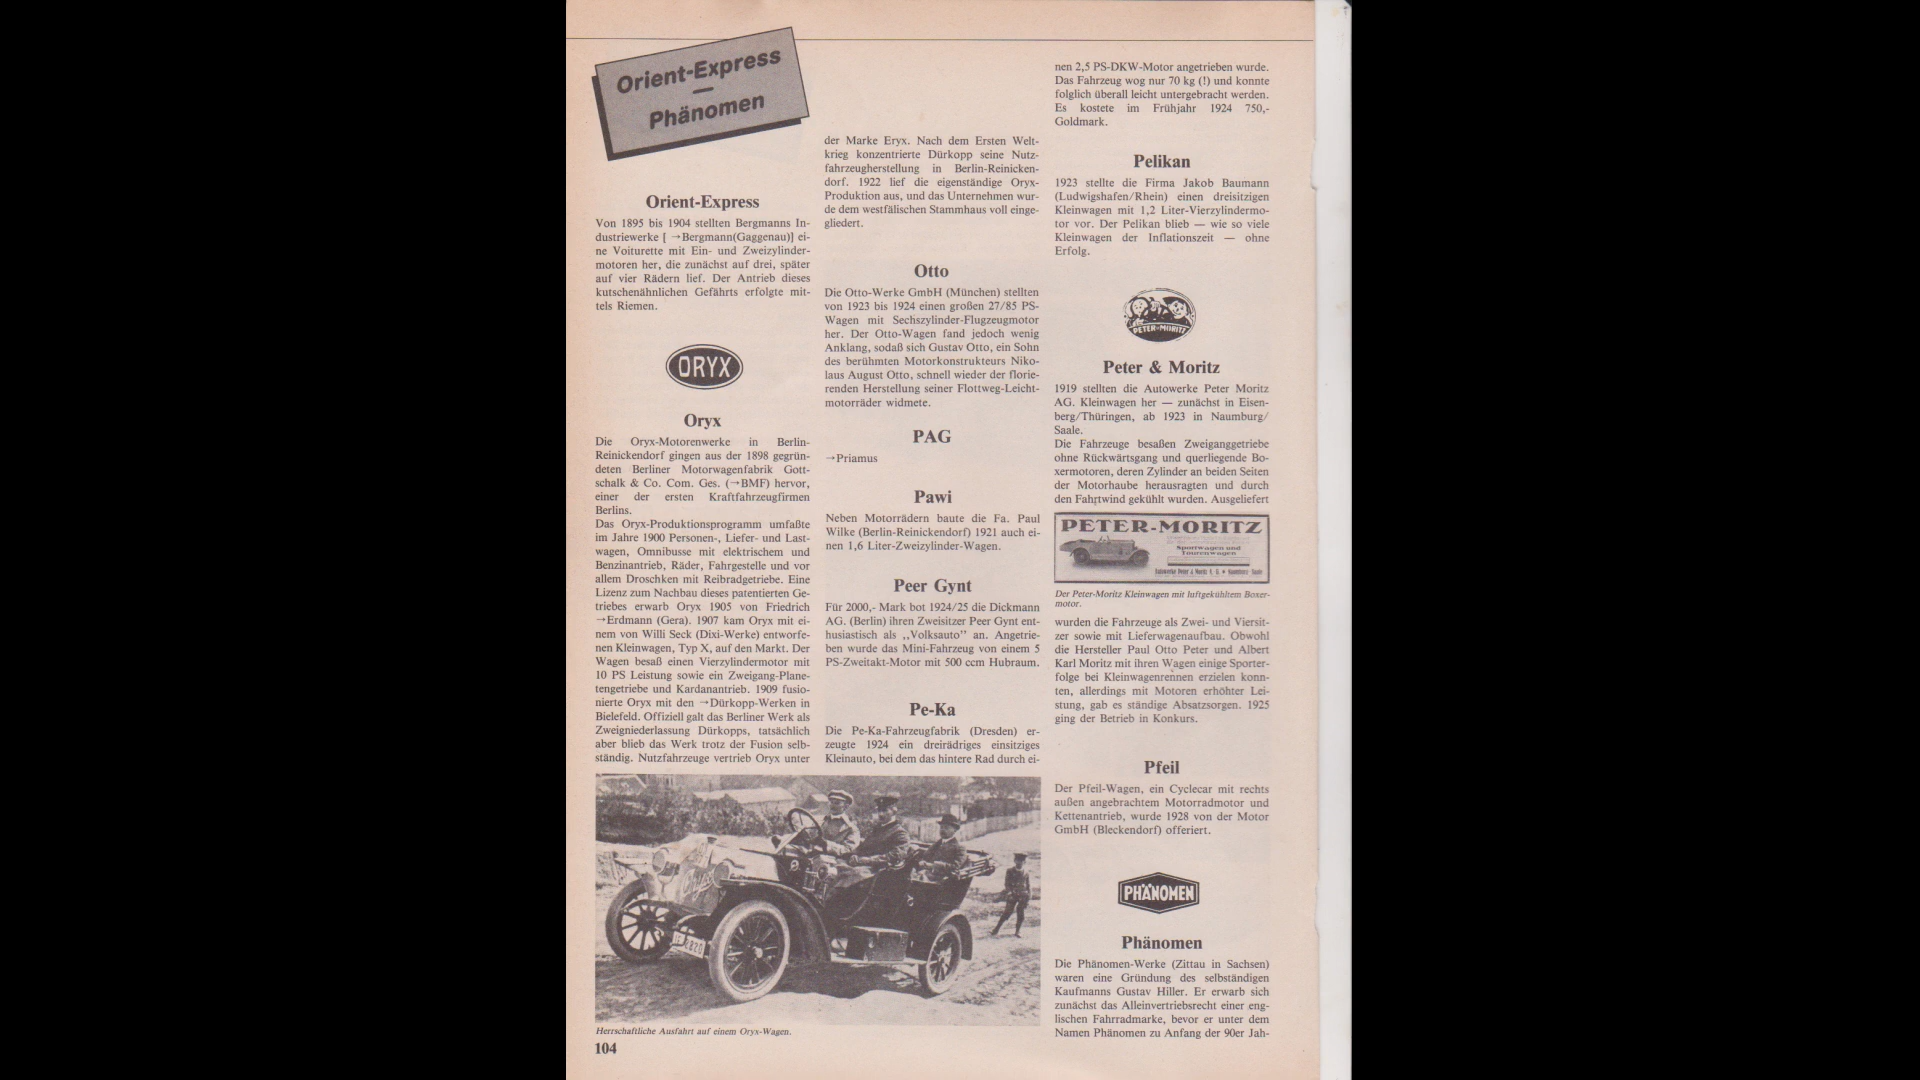 Orient-Express
—
Phänomen
Orient-Express
Von 1895 bis 1904 stellten Bergmanns In-
dustriewerke [ →Bergmann(Gaggenau)] ei-
ne Voiturette mit Ein- und Zweizylinder-
motoren her, die zunächst auf drei, später
auf vier Rädern lief. Der Antrieb dieses
kutschenähnlichen Gefährts erfolgte mit-
tels Riemen.
ORYX
Oryx
Die Oryx-Motorenwerke in Berlin-
Reinickendorf gingen aus der 1898 gegrün-
deten Berliner Motorwagenfabrik Gott-
schalk & Co. Com. Ges. (→BMF) hervor,
einer der ersten Kraftfahrzeugfirmen
Berlins.
Das Oryx-Produktionsprogramm umfaßte
im Jahre 1900 Personen-, Liefer- und Last-
wagen, Omnibusse mit elektrischem und
Benzinantrieb, Räder, Fahrgestelle und vor
allem Droschken mit Reibradgetriebe. Eine
Lizenz zum Nachbau dieses patentierten Ge-
triebes erwarb Oryx 1905 von Friedrich
→Erdmann (Gera). 1907 kam Oryx mit ei-
nem von Willi Seck (Dixi-Werke) entworfe-
nen Kleinwagen, Typ X, auf den Markt. Der
Wagen besaß einen Vierzylindermotor mit
10 PS Leistung sowie ein Zweigang-Plane-
tengetriebe und Kardanantrieb. 1909 fusio-
nierte Oryx mit den →Dürkopp-Werken in
Bielefeld. Offiziell galt das Berliner Werk als
Zweigniederlassung Dürkopps, tatsächlich
aber blieb das Werk trotz der Fusion selb-
ständig. Nutzfahrzeuge vertrieb Oryx unter
der Marke Eryx. Nach dem Ersten Welt-
krieg konzentrierte Dürkopp seine Nutz-
fahrzeugherstellung in Berlin-Reinicken-
dorf. 1922 lief die eigenständige Oryx-
Produktion aus, und das Unternehmen wur-
de dem westfälischen Stammhaus voll einge-
gliedert.
Otto
Die Otto-Werke GmbH (München) stellten
von 1923 bis 1924 einen großen 27/85 PS-
Wagen mit Sechszylinder-Flugzeugmotor
her. Der Otto-Wagen fand jedoch wenig
Anklang, sodaß sich Gustav Otto, ein Sohn
des berühmten Motorkonstrukteurs Niko-
laus August Otto, schnell wieder der florie-
renden Herstellung seiner Flottweg-Leicht-
motorräder widmete.
PAG
→Priamus
Pawi
Neben Motorrädern baute die Fa. Paul
Wilke (Berlin-Reinickendorf) 1921 auch ei-
nen 1,6 Liter-Zweizylinder-Wagen.
Peer Gynt
Für 2000,- Mark bot 1924/25 die Dickmann
AG. (Berlin) ihren Zweisitzer Peer Gynt ent-
husiastisch als ,,Volksauto" an. Angetrie-
ben wurde das Mini-Fahrzeug von einem 5
PS-Zweitakt-Motor mit 500 ccm Hubraum.
Pe-Ka
Die Pe-Ka-Fahrzeugfabrik (Dresden) er-
zeugte 1924 ein dreirädriges einsitziges
Kleinauto, bei dem das hintere Rad durch ei-
Oryx
Herrschaftliche Ausfahrt auf einem Oryx-Wagen.
104
nen 2,5 PS-DKW-Motor angetrieben wurde.
Das Fahrzeug wog nur 70 kg (!) und konnte
folglich überall leicht untergebracht werden.
Es kostete im Frühjahr 1924 750,-
Goldmark.
Pelikan
1923 stellte die Firma Jakob Baumann
(Ludwigshafen/Rhein) einen dreisitzigen
Kleinwagen mit 1,2 Liter-Vierzylindermo-
tor vor. Der Pelikan blieb — wie so viele
Kleinwagen der Inflationszeit — ohne
Erfolg.
PETER-MORITZ
Peter & Moritz
1919 stellten die Autowerke Peter Moritz
AG. Kleinwagen her — zunächst in Eisen-
berg/Thüringen, ab 1923 in Naumburg/
Saale.
Die Fahrzeuge besaßen Zweiganggetriebe
ohne Rückwärtsgang und querliegende Bo-
xermotoren, deren Zylinder an beiden Seiten
der Motorhaube herausragten und durch
den Fahrtwind gekühlt wurden. Ausgeliefert
PETER-MORITZ
Sportwagen und
Tourenwagen
Autowerke Peter & Moritz A. G. • Naumburg-Saale
Der Peter-Moritz Kleinwagen mit luftgekühltem Boxer-
motor.
wurden die Fahrzeuge als Zwei- und Viersit-
zer sowie mit Lieferwagenaufbau. Obwohl
die Hersteller Paul Otto Peter und Albert
Karl Moritz mit ihren Wagen einige Sporter-
folge bei Kleinwagenrennen erzielen konn-
ten, allerdings mit Motoren erhöhter Lei-
stung, gab es ständige Absatzsorgen. 1925
ging der Betrieb in Konkurs.
Pfeil
Der Pfeil-Wagen, ein Cyclecar mit rechts
außen angebrachtem Motorradmotor und
Kettenantrieb, wurde 1928 von der Motor
GmbH (Bleckendorf) offeriert.
PHÄNOMEN
Phänomen
Die Phänomen-Werke (Zittau in Sachsen)
waren eine Gründung des selbständigen
Kaufmanns Gustav Hiller. Er erwarb sich
zunächst das Alleinvertriebsrecht einer eng-
lischen Fahrradmarke, bevor er unter dem
Namen Phänomen zu Anfang der 90er Jah-